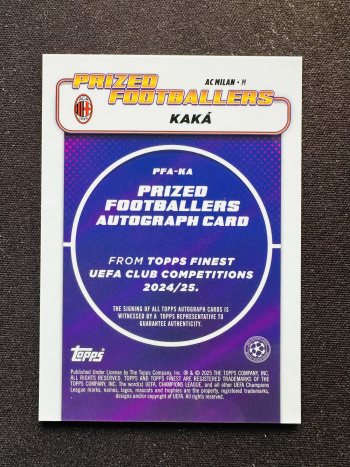 PRIZED
FOOTBALLERS
AC MILAN • M
KAKÁ
PFA-KA
PRIZED
FOOTBALLERS
AUTOGRAPH CARD
FROM TOPPS FINEST
UEFA CLUB COMPETITIONS
2024/25.
THE SIGNING OF ALL TOPPS AUTOGRAPH CARDS IS
WITNESSED BY A TOPPS REPRESENTATIVE TO
GUARANTEE AUTHENTICITY.
Topps
Published Under License by The Topps Company, Inc. ® & © 2025 THE TOPPS COMPANY, INC.
ALL RIGHTS RESERVED. TOPPS AND TOPPS FINEST ARE REGISTERED TRADEMARKS OF THE
TOPPS COMPANY, INC. The word(s) UEFA, CHAMPIONS LEAGUE, and all other UEFA Champions
League marks, names, logos, mascots and trophies are the property, registered trademarks,
designs and/or copyright of UEFA. All rights reserved.